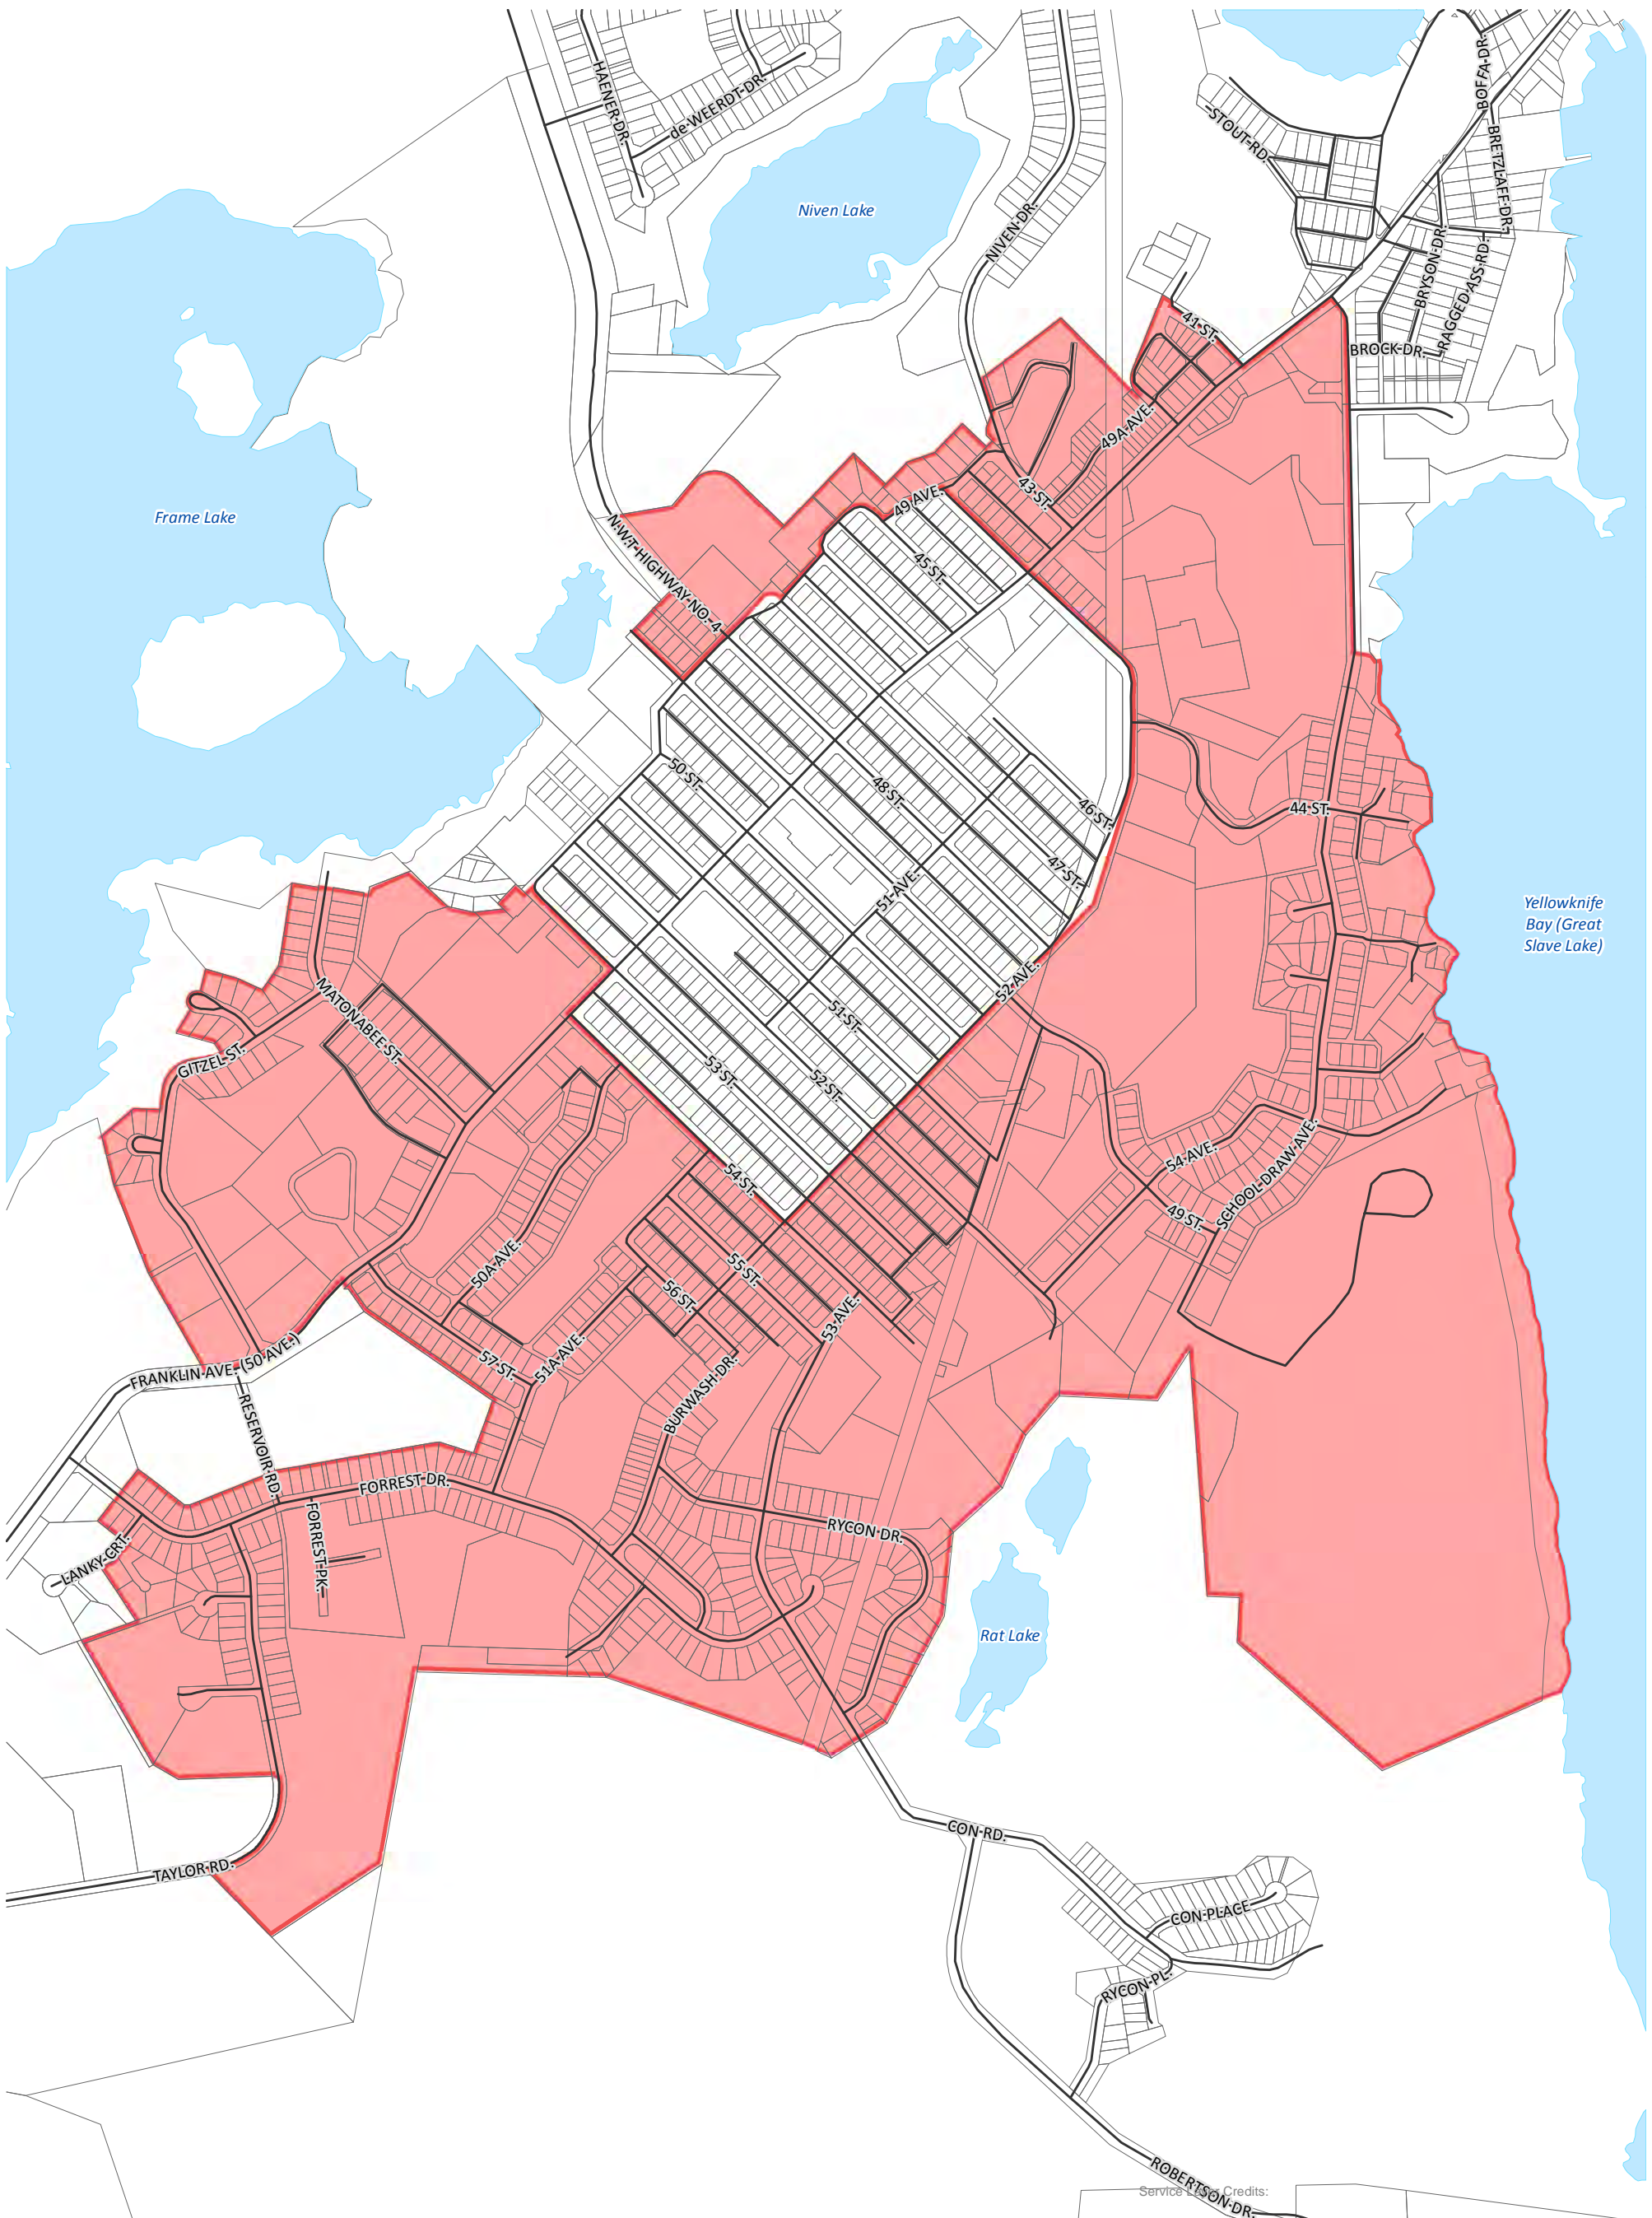 HAENER DR.
de WEERDT DR.
BOFFA DR.
STOUT RD.
BRETZLAFF DR.
Niven Lake
NIVEN DR.
BRYSON DR.
RAGGED ASS RD.
41 ST.
BROCK DR.
49A AVE.
43 ST.
49 AVE.
Frame Lake
N.W.T HIGHWAY NO. 4
45 ST.
50 ST.
48 ST.
46 ST.
44 ST.
47 ST.
51 AVE.
Yellowknife
Bay (Great
Slave Lake)
52 AVE.
MATONABEE ST.
51 ST.
GITZEL ST.
53 ST.
52 ST.
54 AVE.
54 ST.
SCHOOL DRAW AVE.
49 ST.
50A AVE.
55 ST.
56 ST.
53 AVE.
FRANKLIN AVE. (50 AVE.)
57 ST.
51A AVE.
BURWASH DR.
RESERVOIR RD.
FORREST DR.
FORREST PK.
RYCON DR.
LANKY CRT.
Rat Lake
CON RD.
TAYLOR RD.
CON PLACE
RYCON PL.
ROBERTSON DR.
Service Layer Credits: